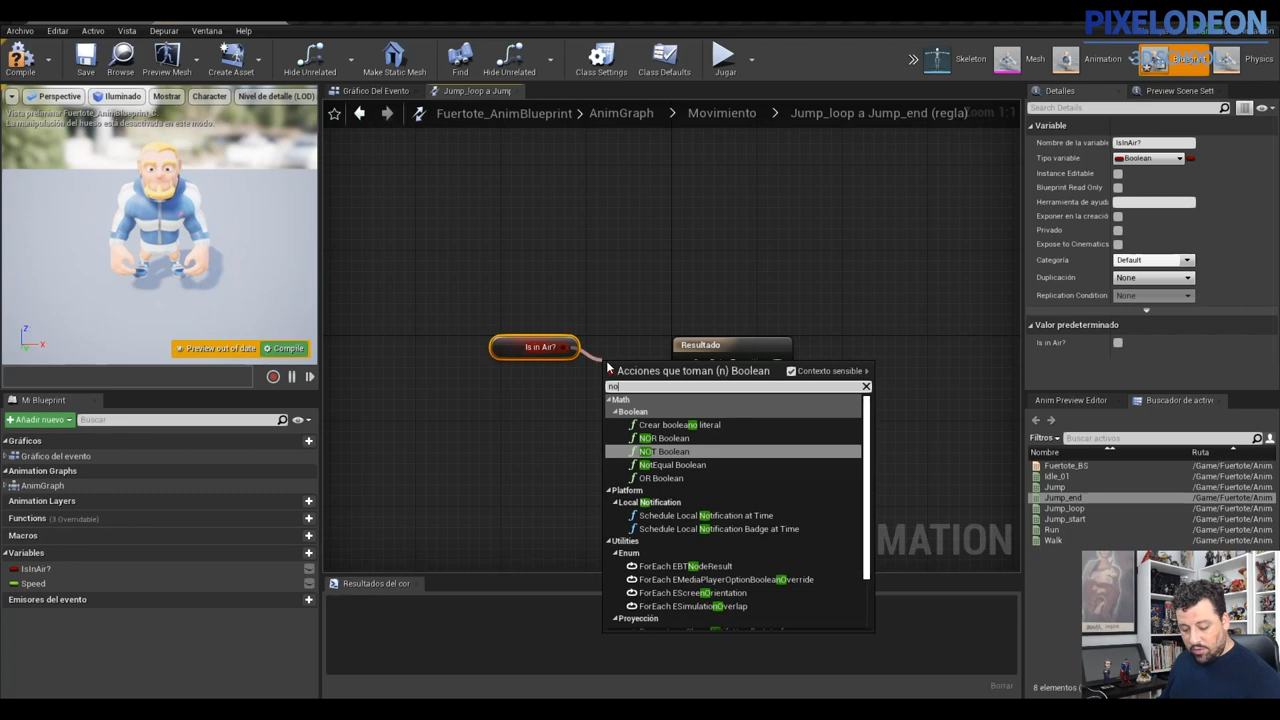 PIXELODEON
Archivo Editar Activo Vista Depurar Ventana Help
Compile Save Browse Preview Mesh Create Asset Hide Unrelated Make Static Mesh Find Hide Unrelated Class Settings Class Defaults Jugar Skeleton Mesh Animation Physics
Perspective Iluminado Mostrar Character Nivel de detalle (LOD)
Vista preliminar Fuertote_AnimBlueprint_C.
La manipulación del hueso está desactivada en este modo.
Z
X
Preview out of date Compile
Mi Blueprint
Añadir nuevo Buscar
Gráficos
Gráfico del evento
Animation Graphs
AnimGraph
Animation Layers
Functions (3 Overridable)
Macros
Variables
IsInAir?
Speed
Emisores del evento
Gráfico Del Evento Jump_loop a Jump
Fuertote_AnimBlueprint AnimGraph Movimiento Jump_loop a Jump_end (regla) Zoom 1:1
Is in Air?
Resultado
Acciones que toman (n) Boolean Contexto sensible
no
Math
Boolean
Crear booleano literal
NOR Boolean
NOT Boolean
NotEqual Boolean
OR Boolean
Platform
Local Notification
Schedule Local Notification at Time
Schedule Local Notification Badge at Time
Utilities
Enum
ForEach EBTNodeResult
ForEach EMediaPlayerOptionBooleanOverride
ForEach EScreenOrientation
ForEach ESimulationOverlap
Proyección
MATION
Resultados del cor
Borrar
Detalles Preview Scene Sett
Search Details
Variable
Nombre de la variable IsInAir?
Tipo variable Boolean
Instance Editable
Blueprint Read Only
Herramienta de ayuda
Exponer en la creació
Privado
Expose to Cinematics
Categoría Default
Duplicación None
Replication Condition None
Valor predeterminado
Is in Air?
Anim Preview Editor Buscador de activ
Filtros Buscar activos
Nombre Ruta
Fuertote_BS /Game/Fuertote/Anim
Idle_01 /Game/Fuertote/Anim
Jump /Game/Fuertote/Anim
Jump_end /Game/Fuertote/Anim
Jump_loop /Game/Fuertote/Anim
Jump_start /Game/Fuertote/Anim
Run /Game/Fuertote/Anim
Walk /Game/Fuertote/Anim
8 elementos (